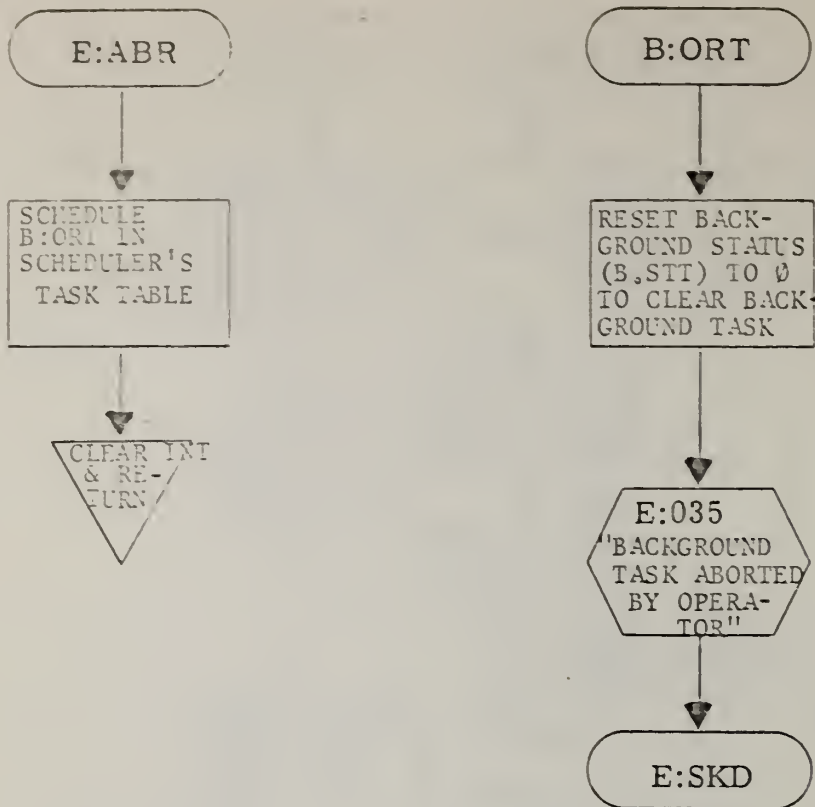 E:ABR
SCHEDULE
B:ORT IN
SCHEDULER'S
TASK TABLE
CLEAR INT
& RE-
TURN
B:ORT
RESET BACK-
GROUND STATUS
(B.STT) TO Ø
TO CLEAR BACK-
GROUND TASK
E:035
"BACKGROUND
TASK ABORTED
BY OPERA-
TOR"
E:SKD